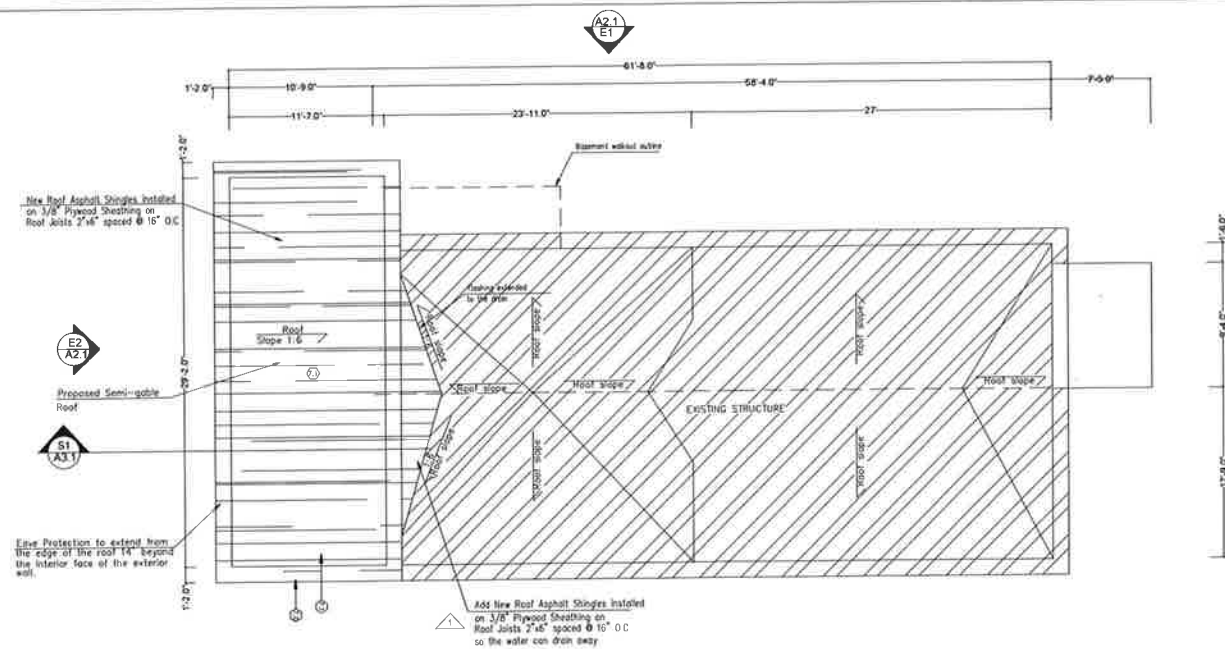 A2.1
E1
61'-8.0"
1'-2.0"
10'-9.0"
58'-4.0"
11'-7.0"
23'-11.0"
27'
1'-2.0"
Basement walkout outline
New Roof Asphalt Shingles Installed
on 3/8" Plywood Sheathing on
Roof Joists 2"x6" spaced @ 16" O.C
1'-6.0"
flashing extended
to the drain
Roof slope
Roof slope
Roof slope
Roof
Slope 1:6
E2
A2.1
29'-2.0"
Proposed Semi-gable
Roof
Roof slope
Roof slope
Roof slope
EXISTING STRUCTURE
S1
A3.1
Roof slope
Roof slope
Roof slope
17'-9.0"
Eave Protection to extend from
the edge of the roof 14" beyond
the interior face of the exterior
wall.
1'-2.0"
1
Add New Roof Asphalt Shingles Installed
on 3/8" Plywood Sheathing on
Roof Joists 2"x6" spaced @ 16" O.C
so the water can drain away